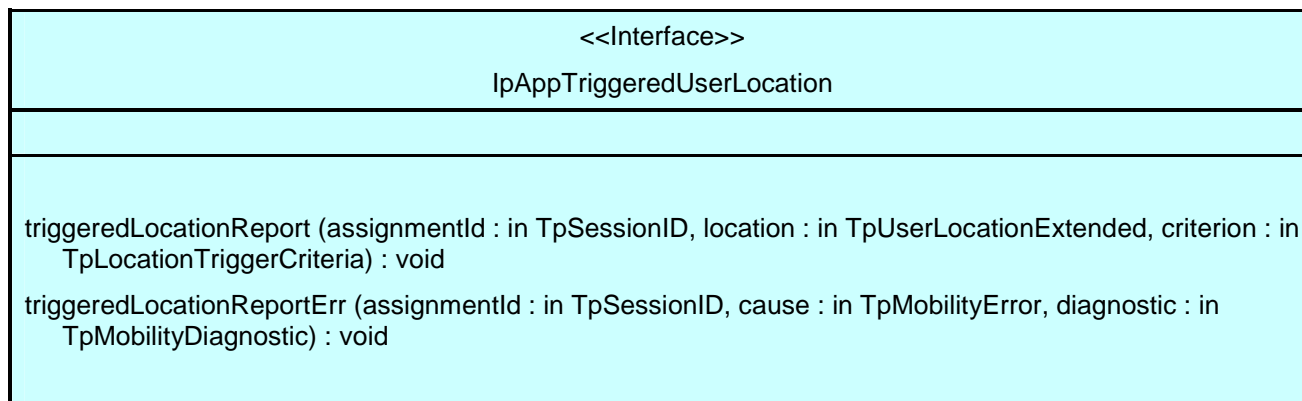 <<Interface>>
IpAppTriggeredUserLocation
triggeredLocationReport (assignmentId : in TpSessionID, location : in TpUserLocationExtended, criterion : in
TpLocationTriggerCriteria) : void
triggeredLocationReportErr (assignmentId : in TpSessionID, cause : in TpMobilityError, diagnostic : in
TpMobilityDiagnostic) : void